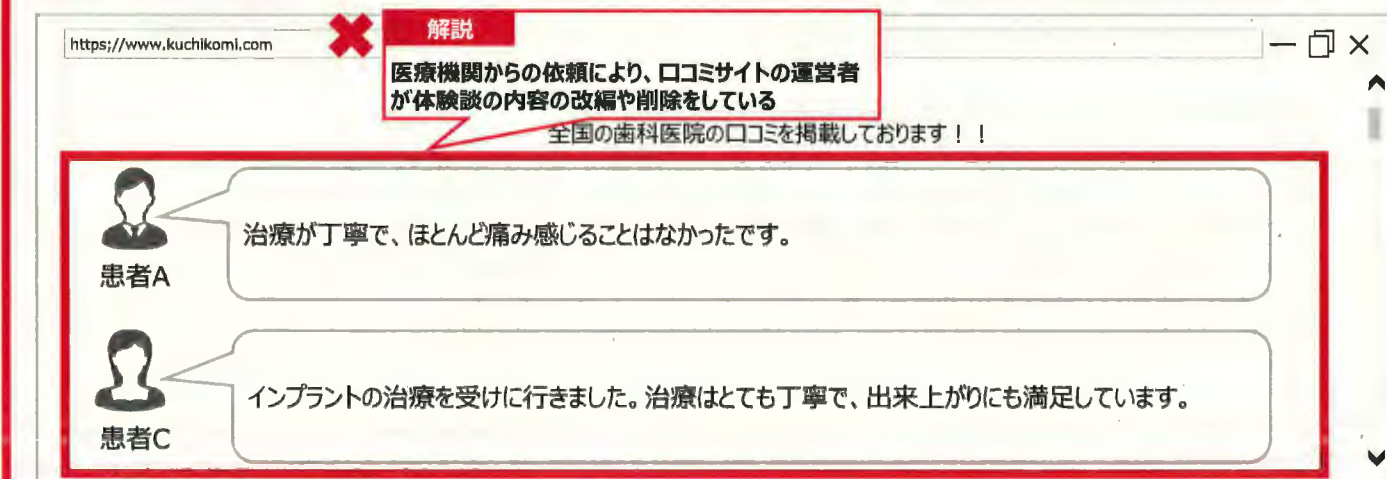 https://www.kuchikomi.com
解説
医療機関からの依頼により、口コミサイトの運営者
が体験談の内容の改編や削除をしている
全国の歯科医院の口コミを掲載しております！！
治療が丁寧で、ほとんど痛み感じることはなかったです。
患者A
インプラントの治療を受けに行きました。治療はとても丁寧で、出来上がりにも満足しています。
患者C